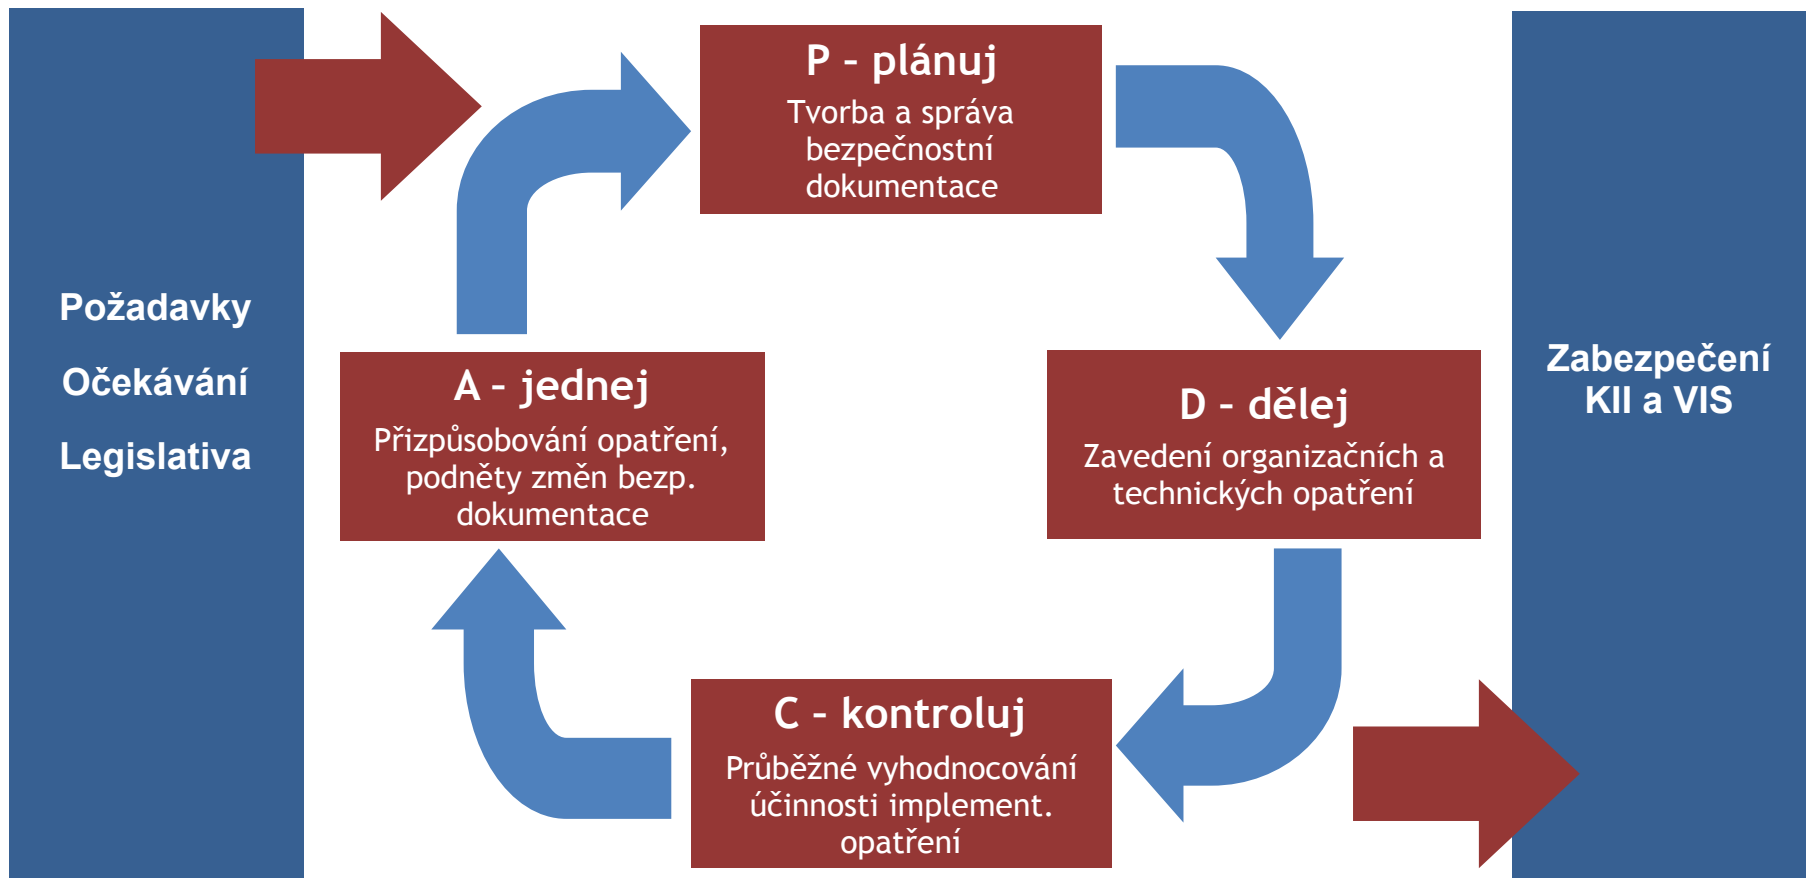 Požadavky
Očekávání
Legislativa
P – plánuj
Tvorba a správa
bezpečnostní
dokumentace
A – jednej
Přizpůsobování opatření,
podněty změn bezp.
dokumentace
D – dělej
Zavedení organizačních a
technických opatření
C – kontroluj
Průběžné vyhodnocování
účinnosti implement.
opatření
Zabezpečení
KII a VIS